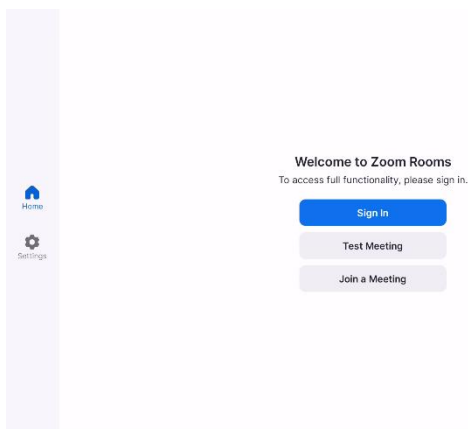 Home
Settings
Welcome to Zoom Rooms
To access full functionality, please sign in.
Sign In
Test Meeting
Join a Meeting